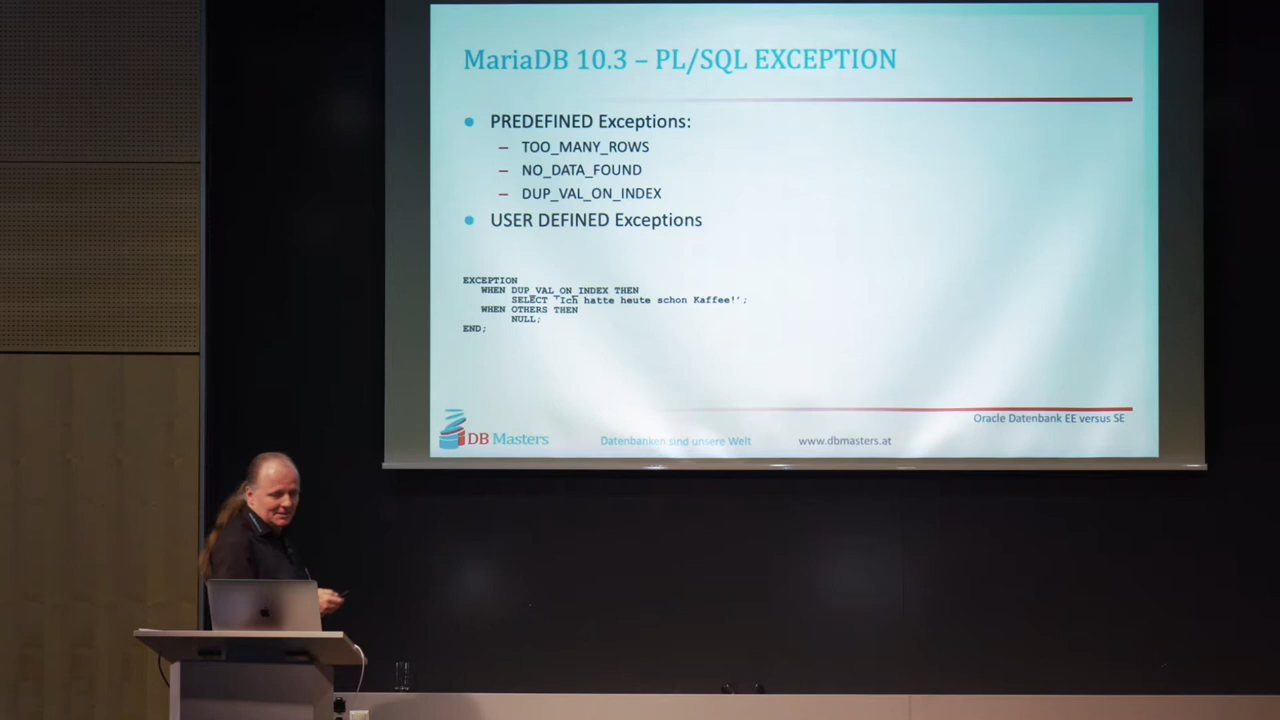 MariaDB 10.3 – PL/SQL EXCEPTION
PREDEFINED Exceptions:
– TOO_MANY_ROWS
– NO_DATA_FOUND
– DUP_VAL_ON_INDEX
USER DEFINED Exceptions
EXCEPTION
WHEN DUP_VAL_ON_INDEX THEN
SELECT 'Ich hatte heute schon Kaffee!';
WHEN OTHERS THEN
NULL;
END;
Oracle Datenbank EE versus SE
DB Masters
Datenbanken sind unsere Welt
www.dbmasters.at